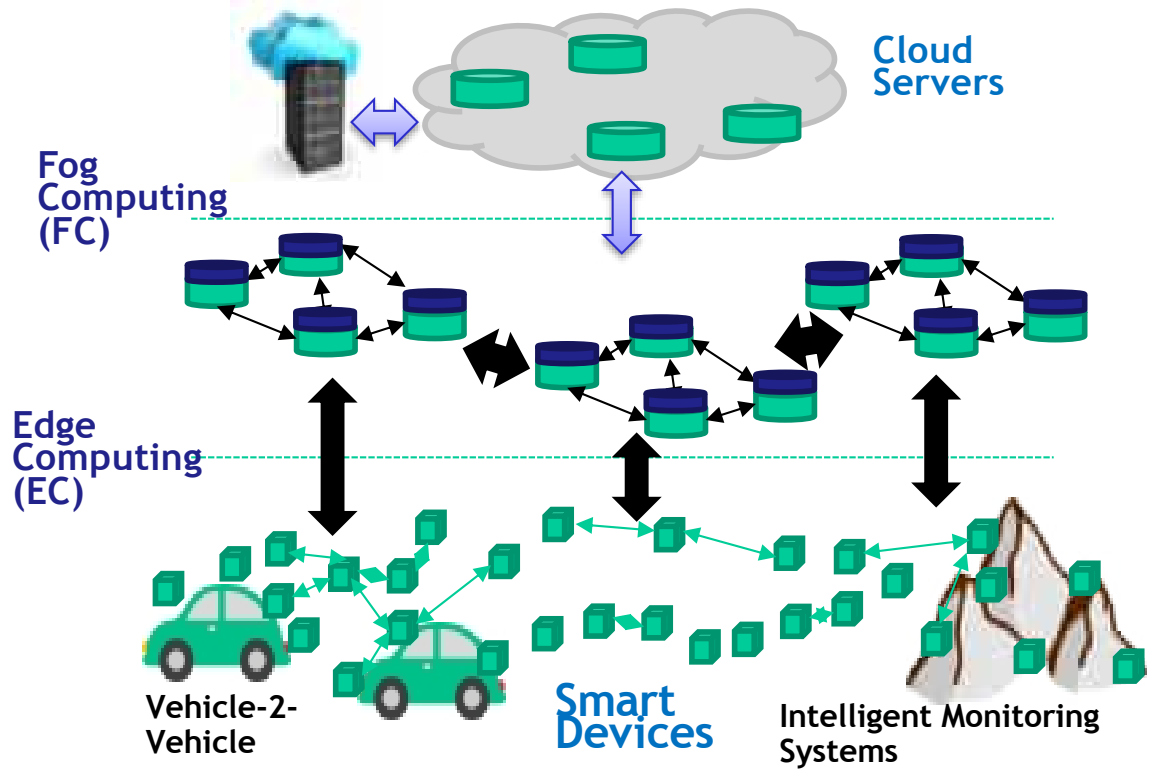 Cloud
Servers
Fog
Computing
(FC)
Edge
Computing
(EC)
Vehicle-2-
Vehicle
Smart
Devices
Intelligent Monitoring
Systems